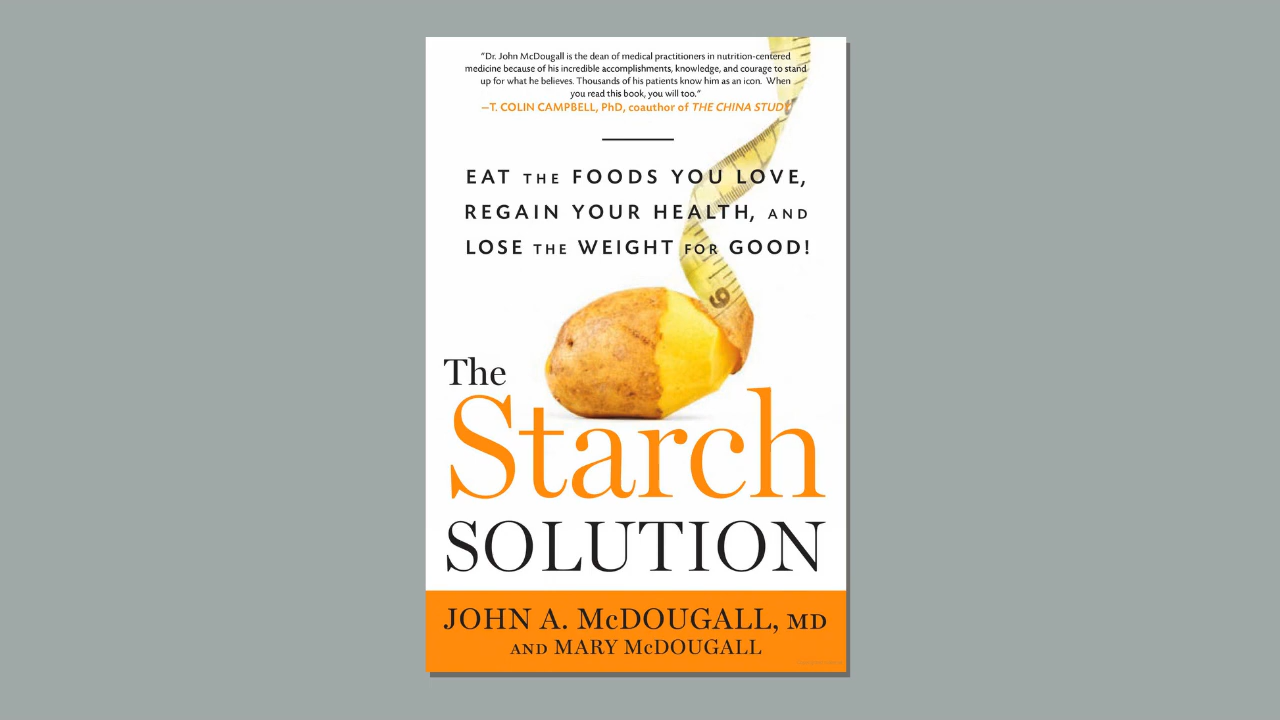 “Dr. John McDougall is the dean of medical practitioners in nutrition-centered
medicine because of his incredible accomplishments, knowledge, and courage to stand
up for what he believes. Thousands of his patients know him as an icon. When
you read this book, you will too.”
—T. COLIN CAMPBELL, PhD, coauthor of THE CHINA STUDY
EAT THE FOODS YOU LOVE,
REGAIN YOUR HEALTH, AND
LOSE THE WEIGHT FOR GOOD!
9
The
Starch
SOLUTION
JOHN A. McDOUGALL, MD
AND MARY McDOUGALL